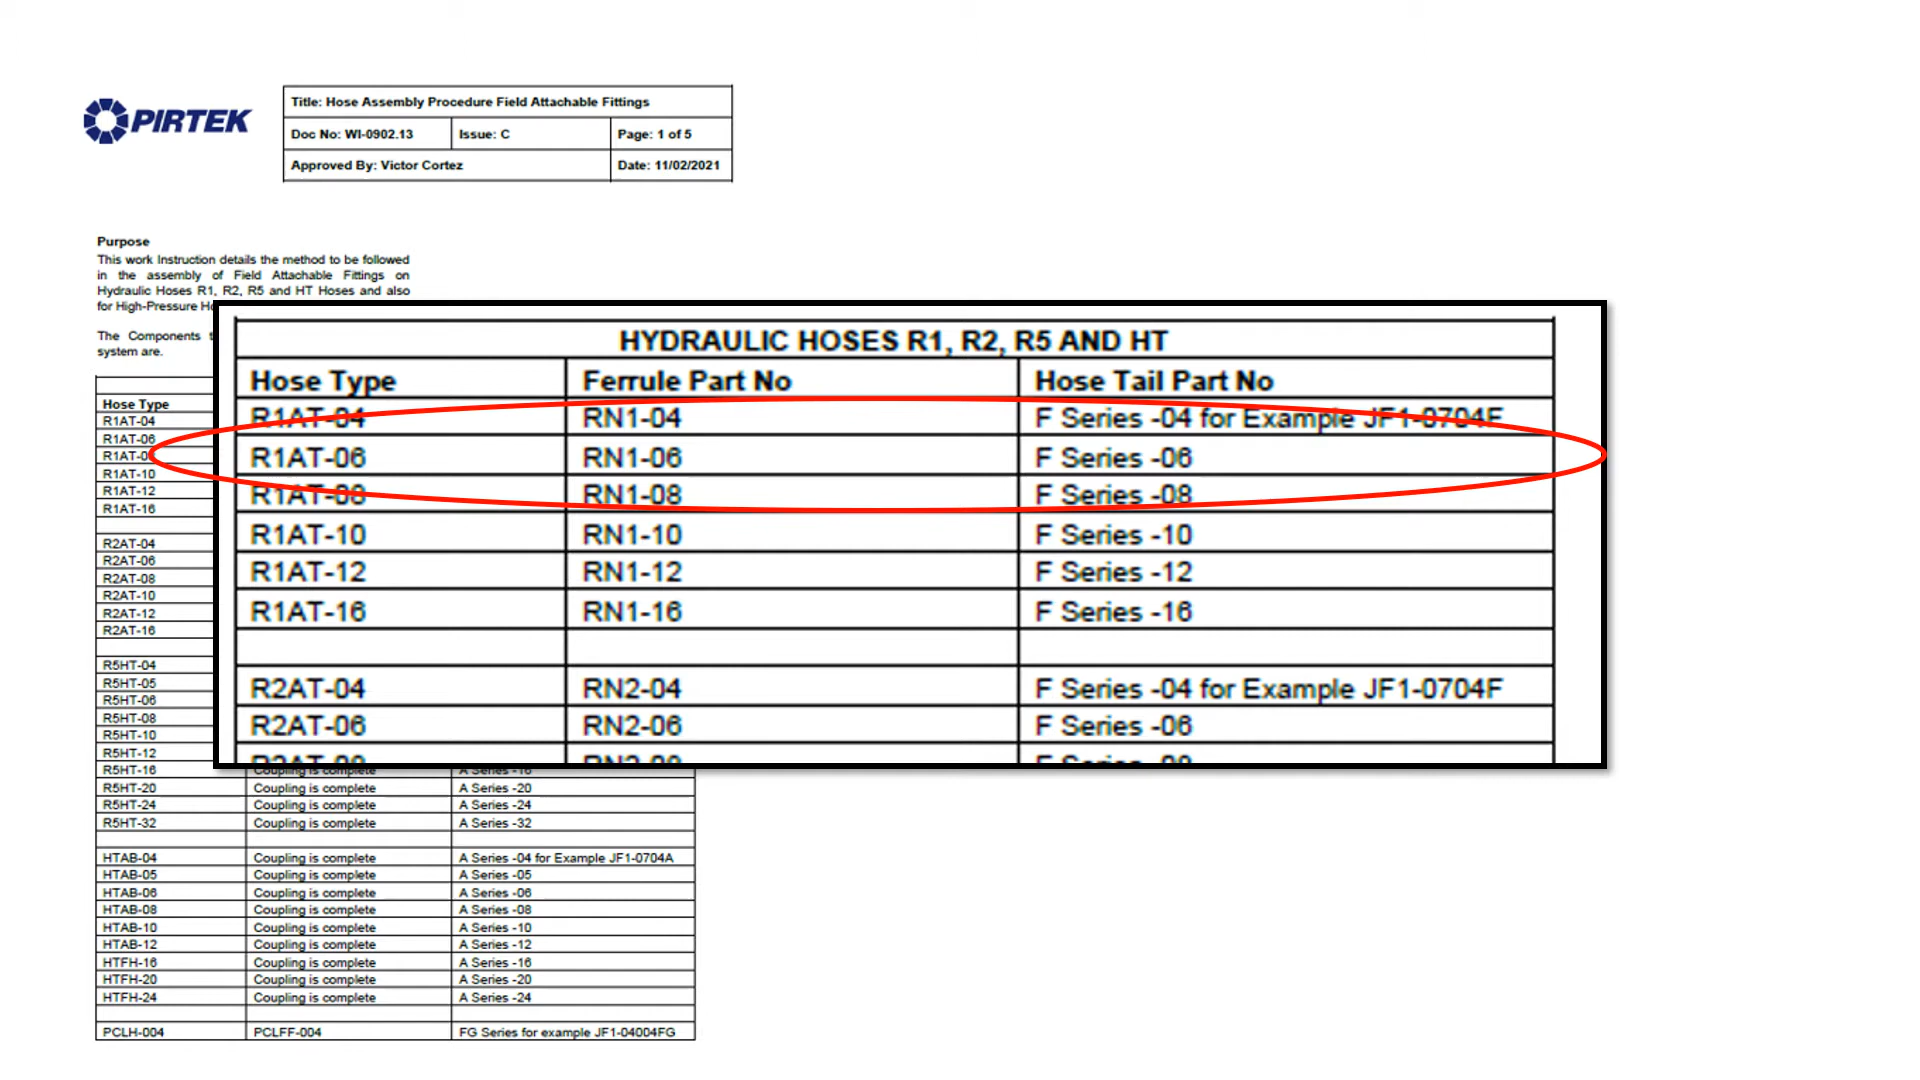 PIRTEK
Title: Hose Assembly Procedure Field Attachable Fittings
Doc No: WI-0902.13 Issue: C Page: 1 of 5
Approved By: Victor Cortez Date: 11/02/2021
Purpose
This work Instruction details the method to be followed
in the assembly of Field Attachable Fittings on
Hydraulic Hoses R1, R2, R5 and HT Hoses and also
for High-Pressure
The Components
system are.
HYDRAULIC HOSES R1, R2, R5 AND HT
Hose Type Ferrule Part No Hose Tail Part No
R1AT-04 RN1-04 F Series -04 for Example JF1-0704F
R1AT-06 RN1-06 F Series -06
R1AT-08 RN1-08 F Series -08
R1AT-10 RN1-10 F Series -10
R1AT-12 RN1-12 F Series -12
R1AT-16 RN1-16 F Series -16
R2AT-04 RN2-04 F Series -04 for Example JF1-0704F
R2AT-06 RN2-06 F Series -06
Hose Type
R1AT-04
R1AT-06
R1AT-10
R1AT-12
R1AT-16
R2AT-04
R2AT-06
R2AT-08
R2AT-10
R2AT-12
R2AT-16
R5HT-04
R5HT-05
R5HT-06
R5HT-08
R5HT-10
R5HT-12
R5HT-16 Coupling is complete A Series -16
R5HT-20 Coupling is complete A Series -20
R5HT-24 Coupling is complete A Series -24
R5HT-32 Coupling is complete A Series -32
HTAB-04 Coupling is complete A Series -04 for Example JF1-0704A
HTAB-05 Coupling is complete A Series -05
HTAB-06 Coupling is complete A Series -06
HTAB-08 Coupling is complete A Series -08
HTAB-10 Coupling is complete A Series -10
HTAB-12 Coupling is complete A Series -12
HTFH-16 Coupling is complete A Series -16
HTFH-20 Coupling is complete A Series -20
HTFH-24 Coupling is complete A Series -24
PCLH-004 PCLFF-004 FG Series for example JF1-04004FG